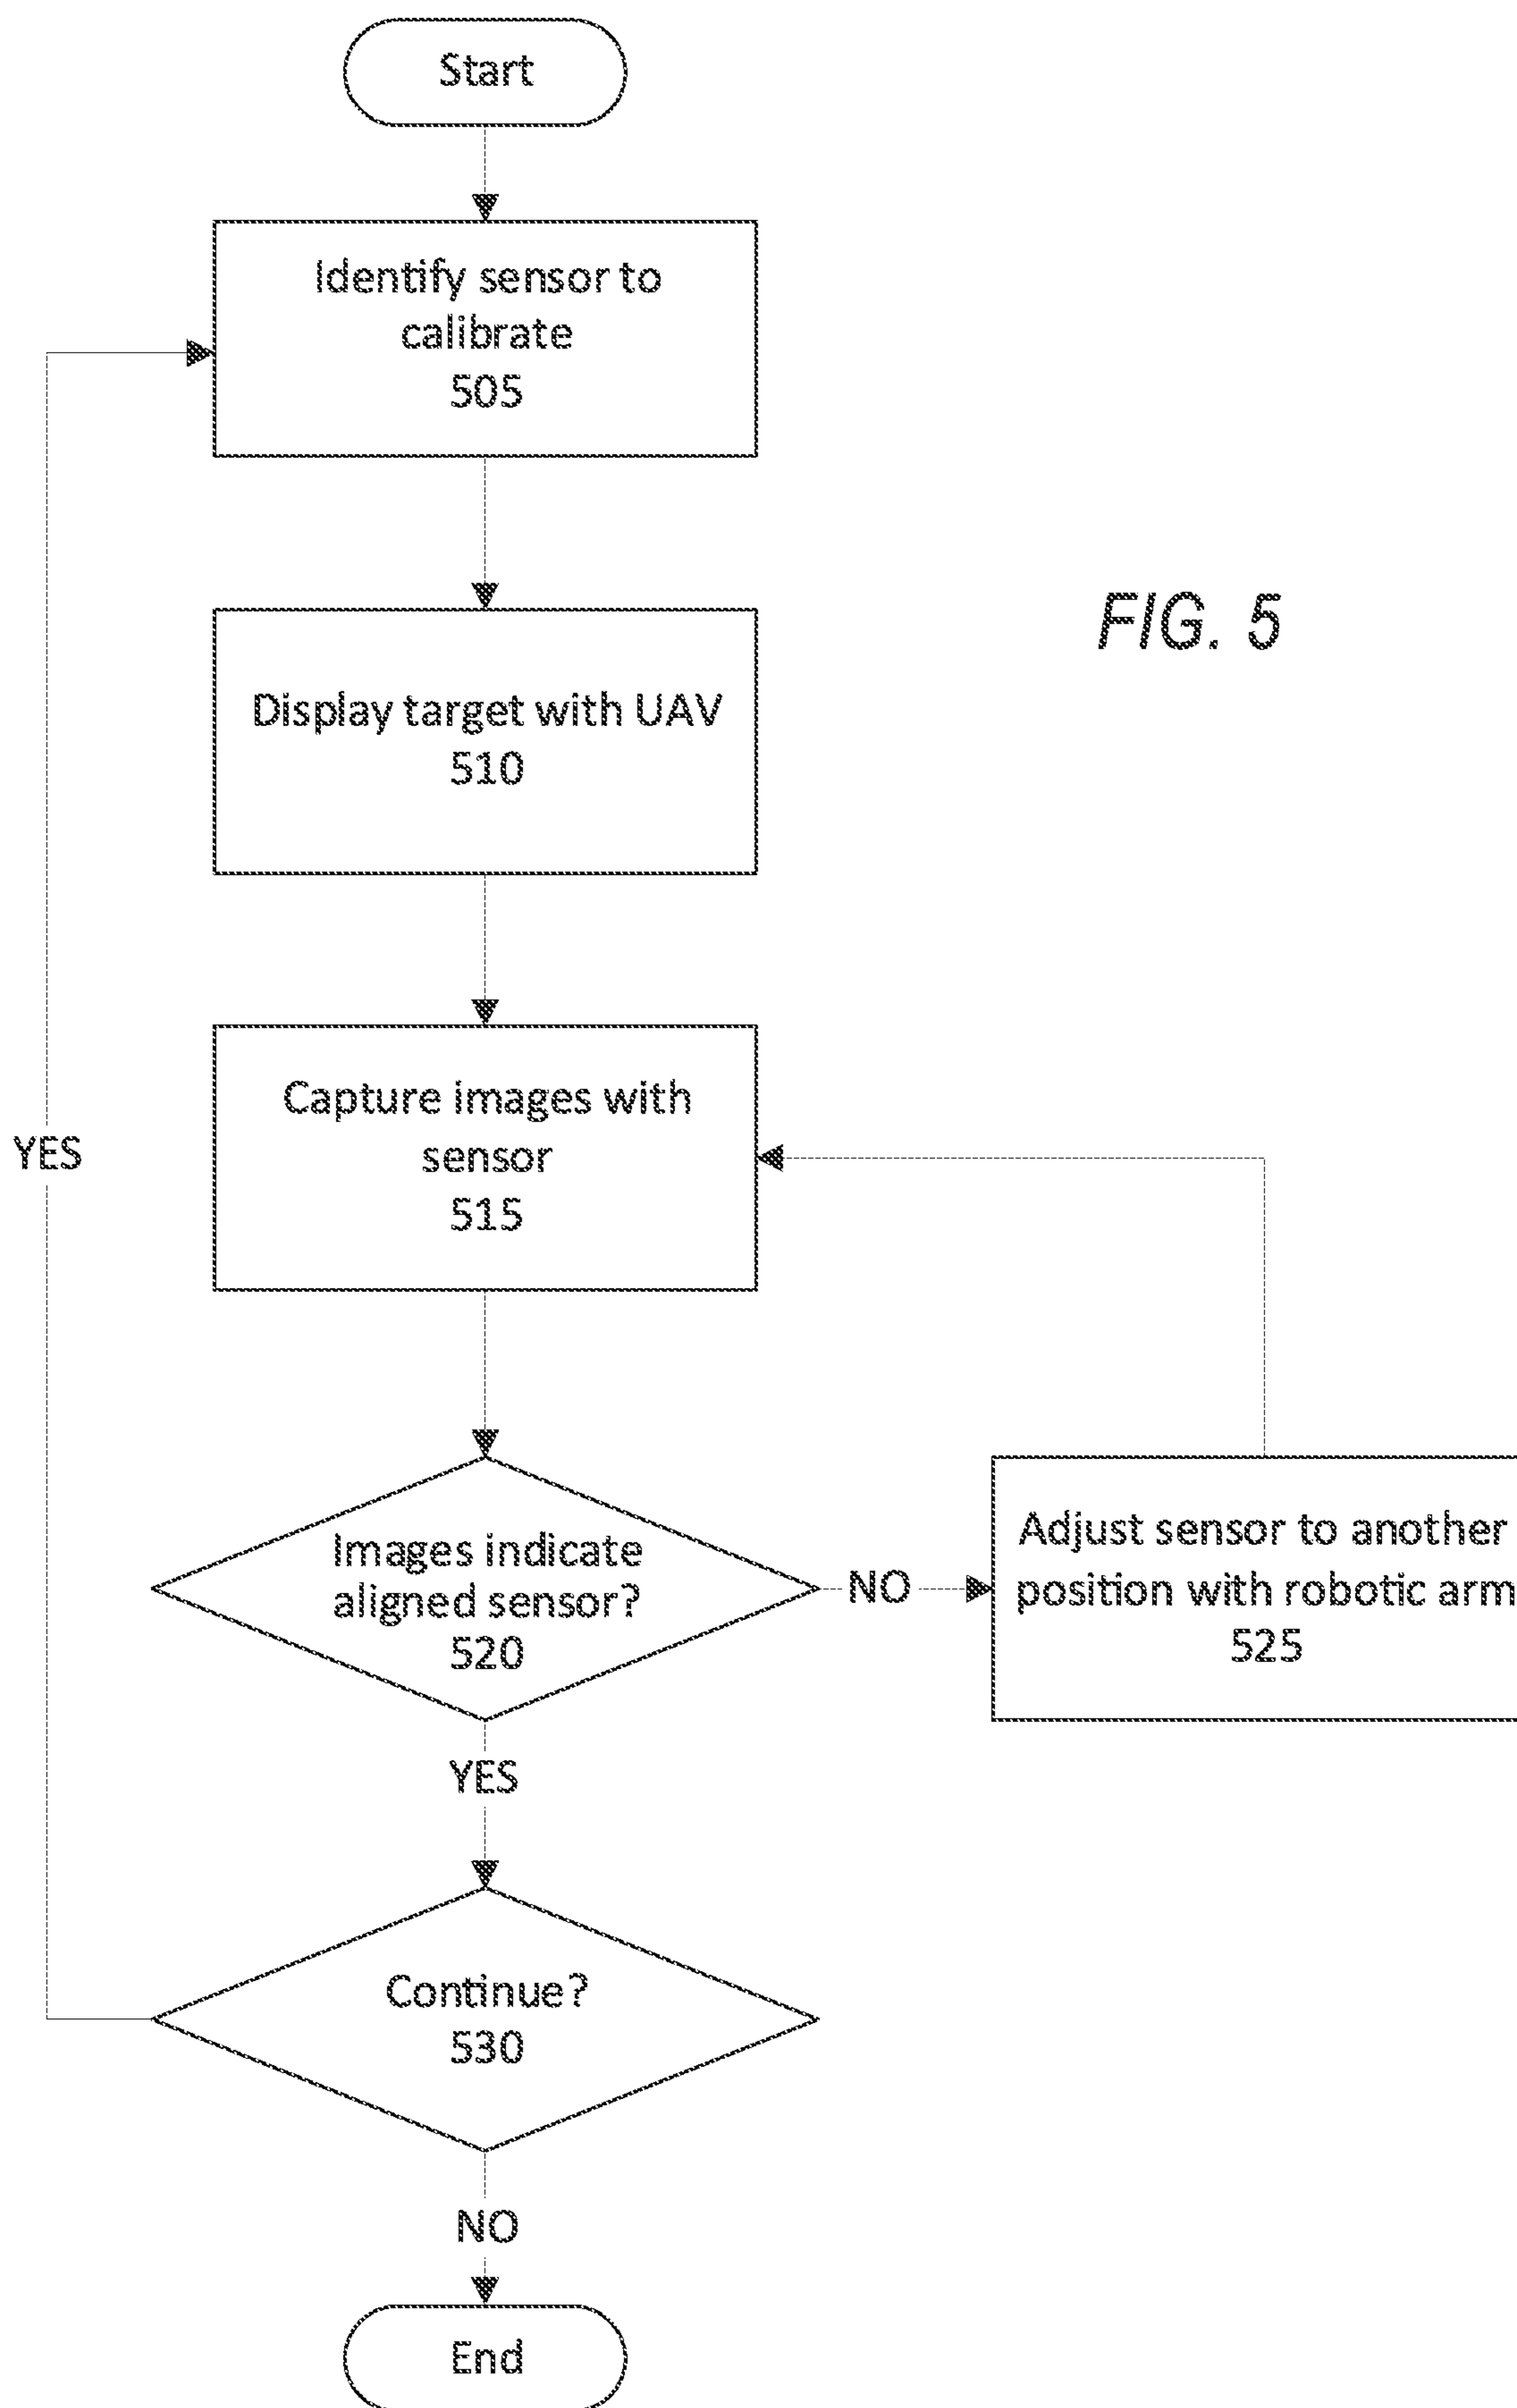 Start
Identify sensor to
calibrate
505
FIG. 5
Display target with UAV
510
Capture images with
sensor
515
YES
Images indicate
aligned sensor?
520
NO
Adjust sensor to another
position with robotic arm
525
YES
Continue?
530
NO
End